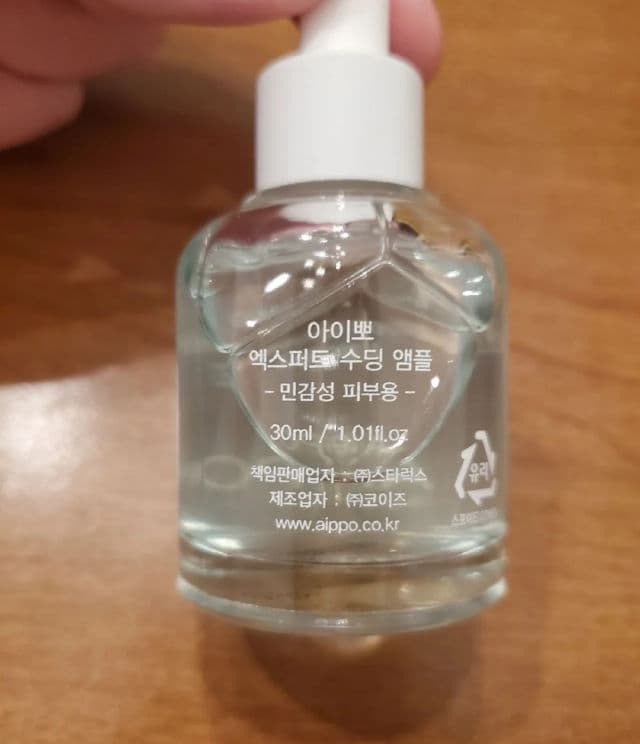 아이뽀
엑스퍼트 수딩 앰플
- 민감성 피부용 -
30ml / 1.01fl.oz
책임판매업자 : ㈜스타럭스
제조업자 : ㈜코이즈
www.aippo.co.kr
유리